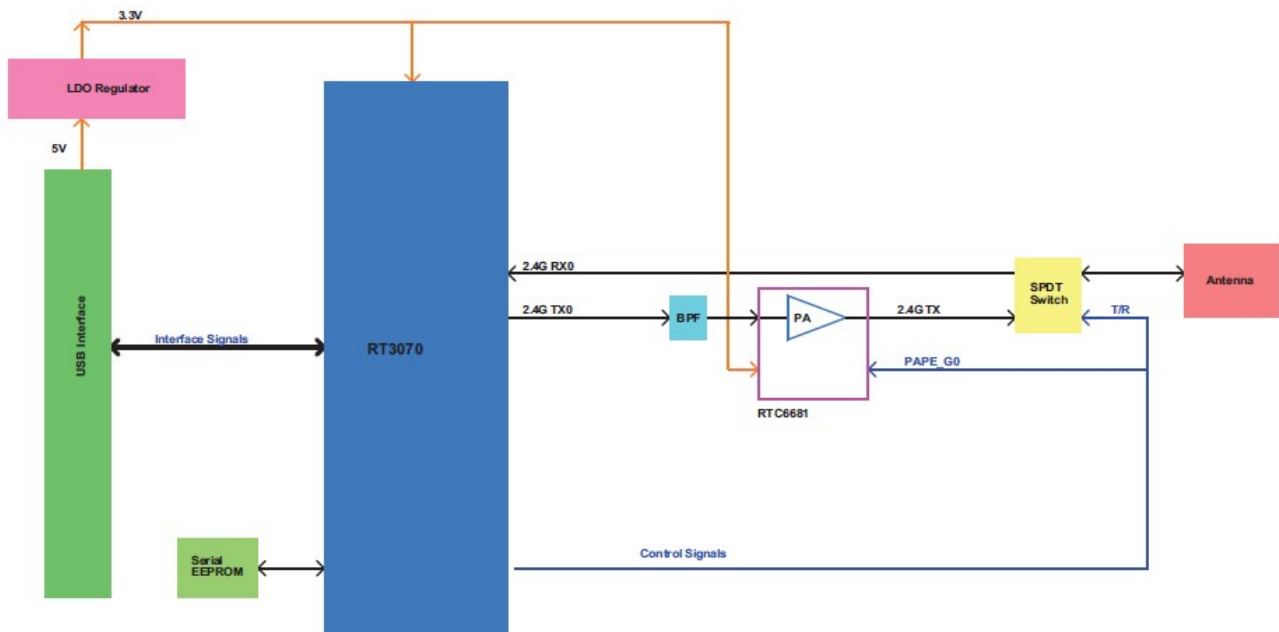 3.3V
LDO Regulator
5V
USB Interface
Interface Signals
RT3070
2.4G RX0
2.4G TX0
BPF
PA
2.4G TX
SPDT
Switch
Antenna
T/R
PAPE_G0
RTC6681
Serial
EEPROM
Control Signals